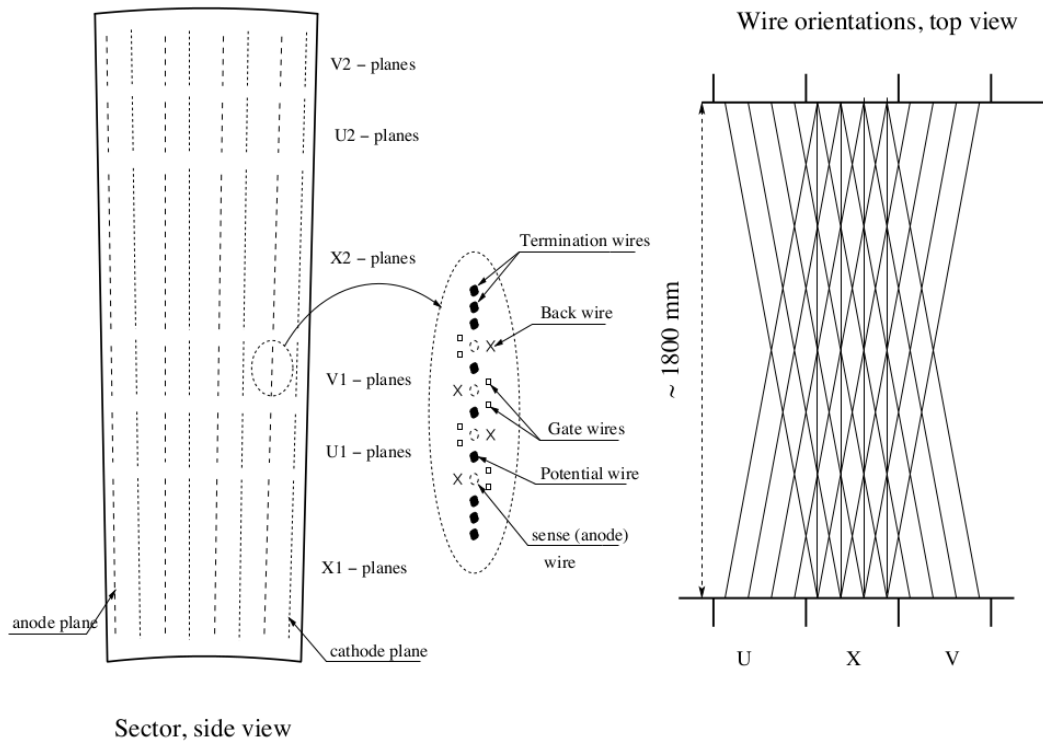 Wire orientations, top view
V2 – planes
U2 – planes
X2 – planes
V1 – planes
U1 – planes
X1 – planes
anode plane
cathode plane
Sector, side view
Termination wires
Back wire
Gate wires
Potential wire
sense (anode)
wire
~ 1800 mm
U
X
V